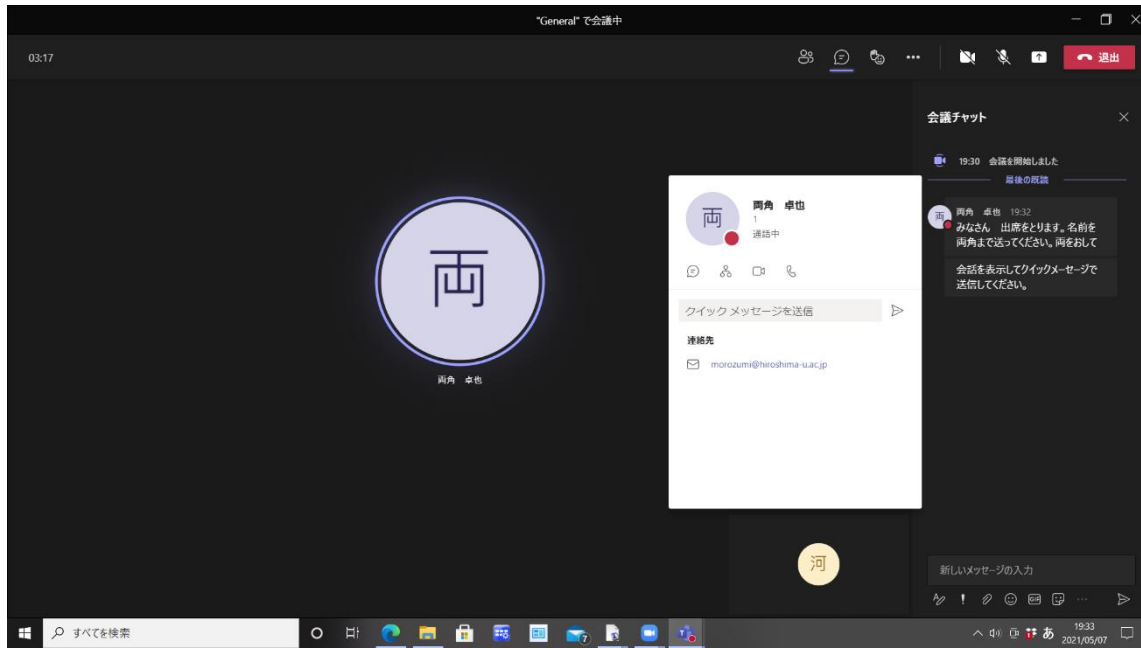 "General" で会議中
03:17
退出
会議チャット
19:30 会議を開始しました
最後の既読
両
両角 卓也 19:32
みなさん 出席をとります。名前を
両角まで送ってください。両をおして
会話を表示してクイックメーセージで
送信してください。
両
両角 卓也
両
両角 卓也
1
通話中
クイック メッセージを送信
連絡先
morozumi@hiroshima-u.ac.jp
河
新しいメッセージの入力
GIF
すべてを検索
7
あ
19:33
2021/05/07